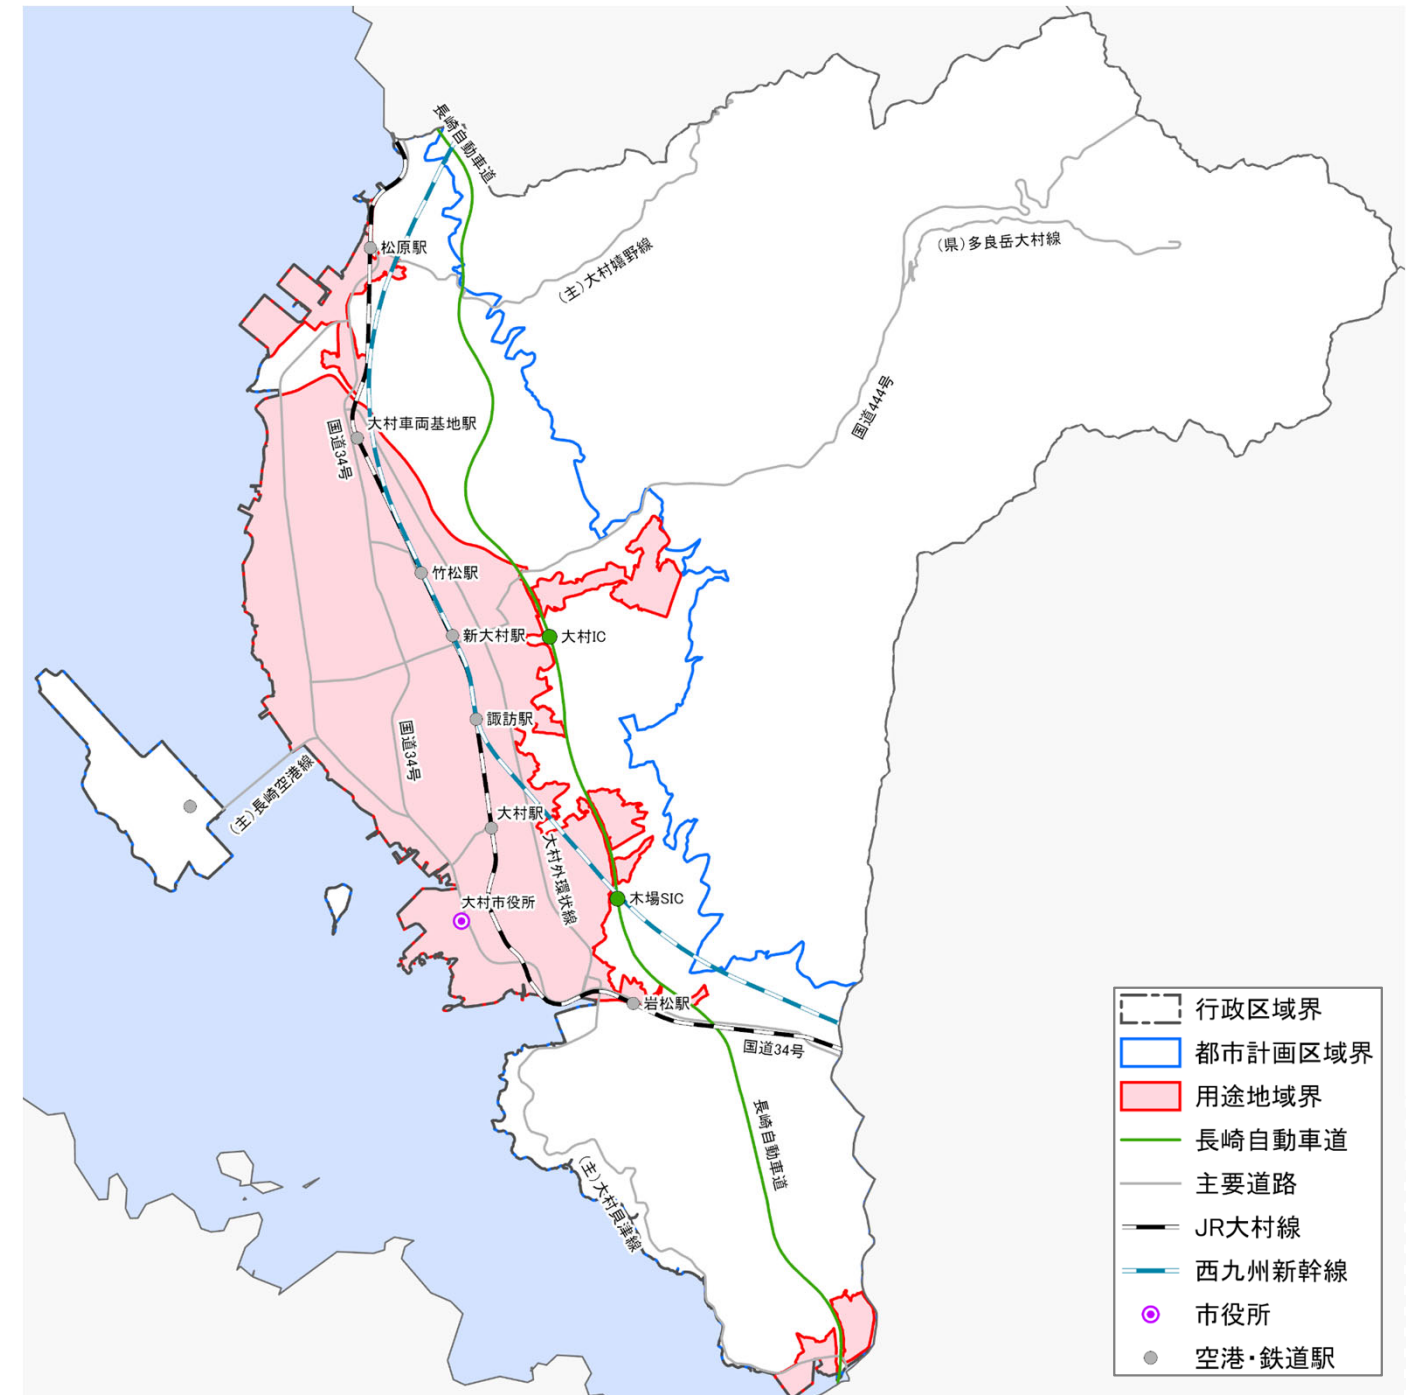 長崎自動車道
松原駅
(主)大村嬉野線
(県)多良岳大村線
国道444号
大村車両基地駅
国道34号
竹松駅
新大村駅
大村IC
諏訪駅
国道34号
(主)長崎空港線
大村駅
大村外環状線
大村市役所
木場SIC
岩松駅
国道34号
長崎自動車道
(主)大村貝津線
行政区域界
都市計画区域界
用途地域界
長崎自動車道
主要道路
JR大村線
西九州新幹線
市役所
空港・鉄道駅